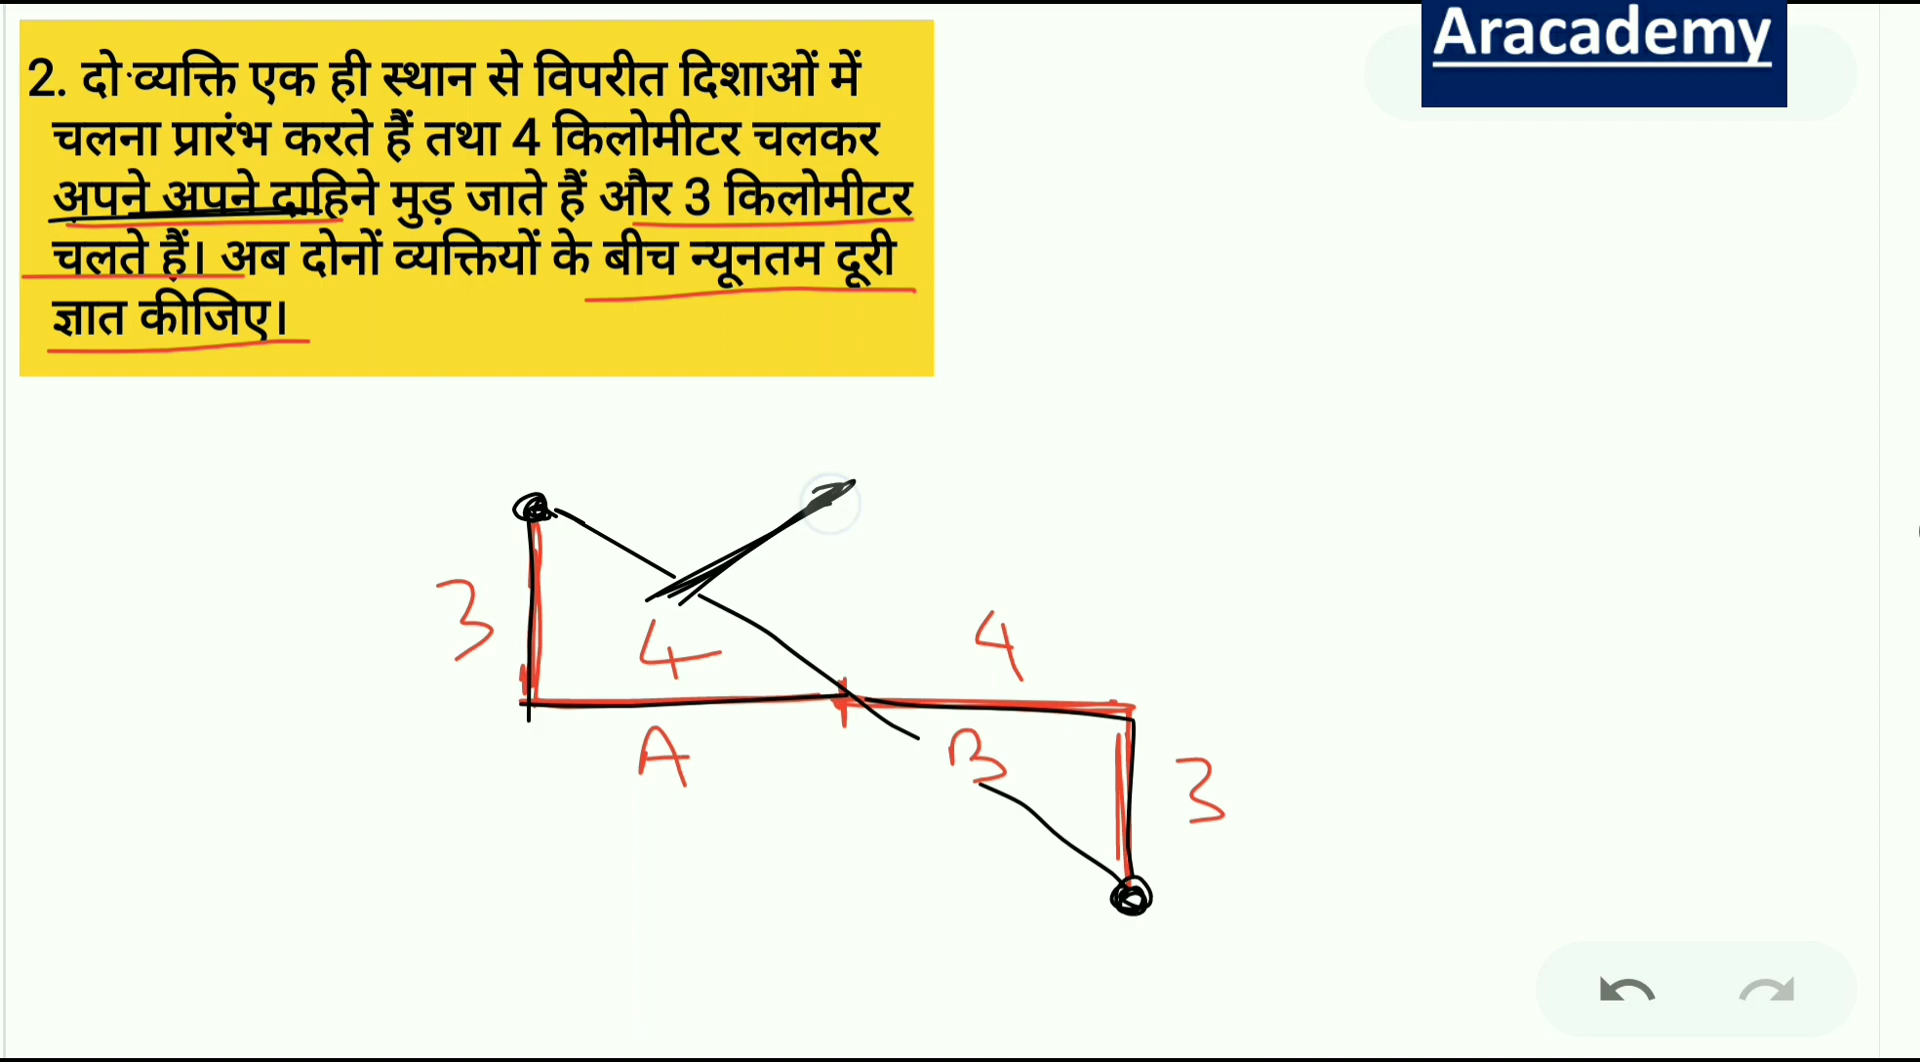 Aracademy
2. दो व्यक्ति एक ही स्थान से विपरीत दिशाओं में
चलना प्रारंभ करते हैं तथा 4 किलोमीटर चलकर
अपने अपने दाहिने मुड़ जाते हैं और 3 किलोमीटर
चलते हैं। अब दोनों व्यक्तियों के बीच न्यूनतम दूरी
ज्ञात कीजिए।
3
4
4
A
B
3